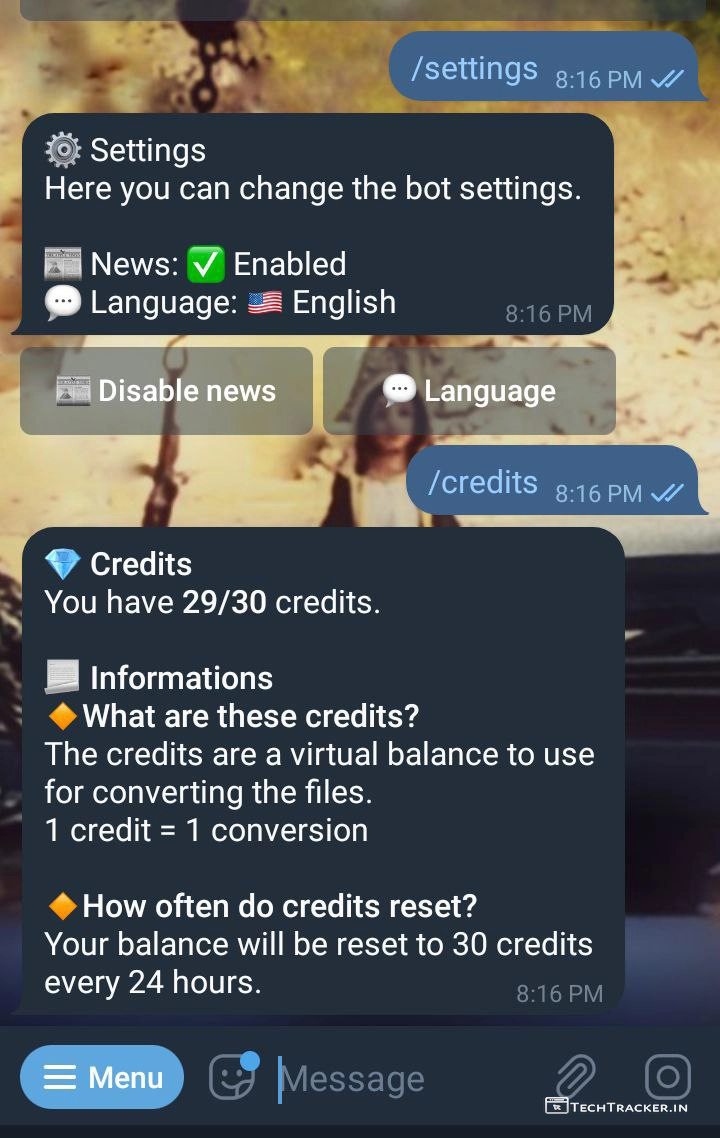 /settings 8:16 PM
Settings
Here you can change the bot settings.
News: ✅ Enabled
Language: 🇺🇸 English
8:16 PM
Disable news
Language
/credits 8:16 PM
Credits
You have 29/30 credits.
Informations
What are these credits?
The credits are a virtual balance to use
for converting the files.
1 credit = 1 conversion
How often do credits reset?
Your balance will be reset to 30 credits
every 24 hours.
8:16 PM
Menu
Message
TECHTRACKER.IN